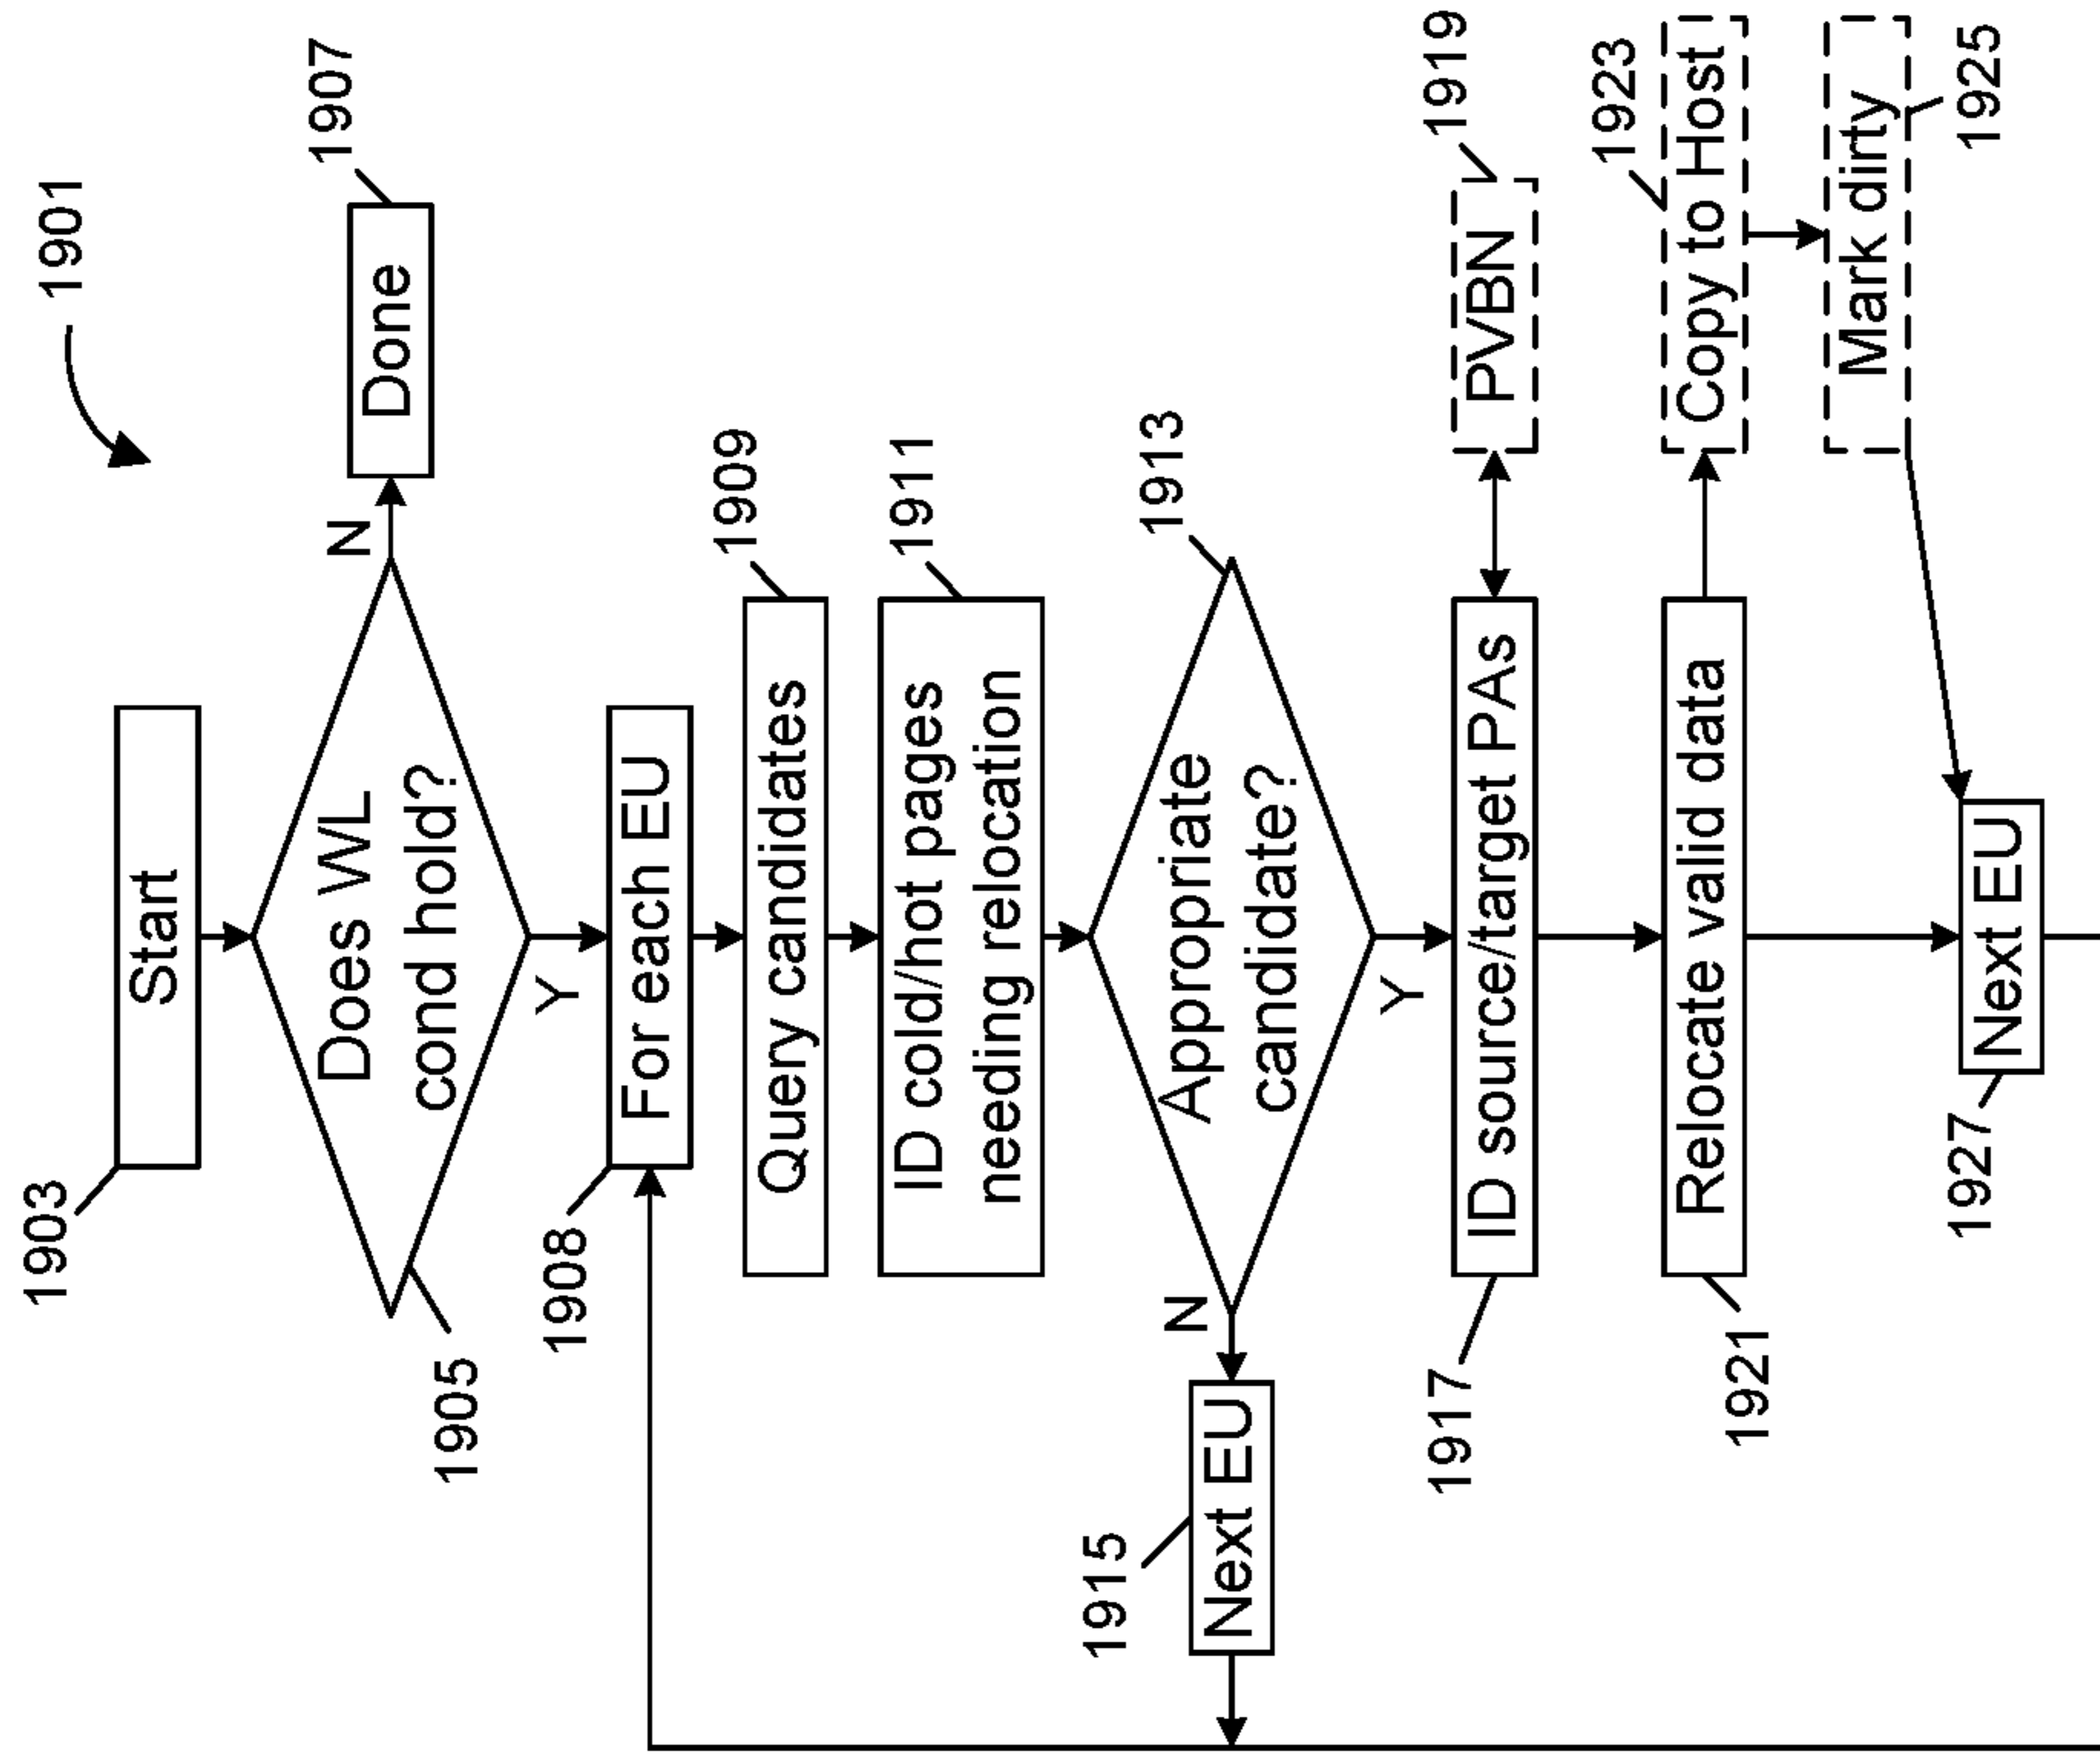 1901
1903
Start
Does WL
cond hold?
1905
N
Done
1907
Y
1908
For each EU
Query candidates
1909
ID cold/hot pages
needing relocation
1911
Appropriate
candidate?
1913
N
1915
Next EU
Y
1917
ID source/target PAs
PVBN
1919
1921
Relocate valid data
Copy to Host
1923
Mark dirty
1925
1927
Next EU